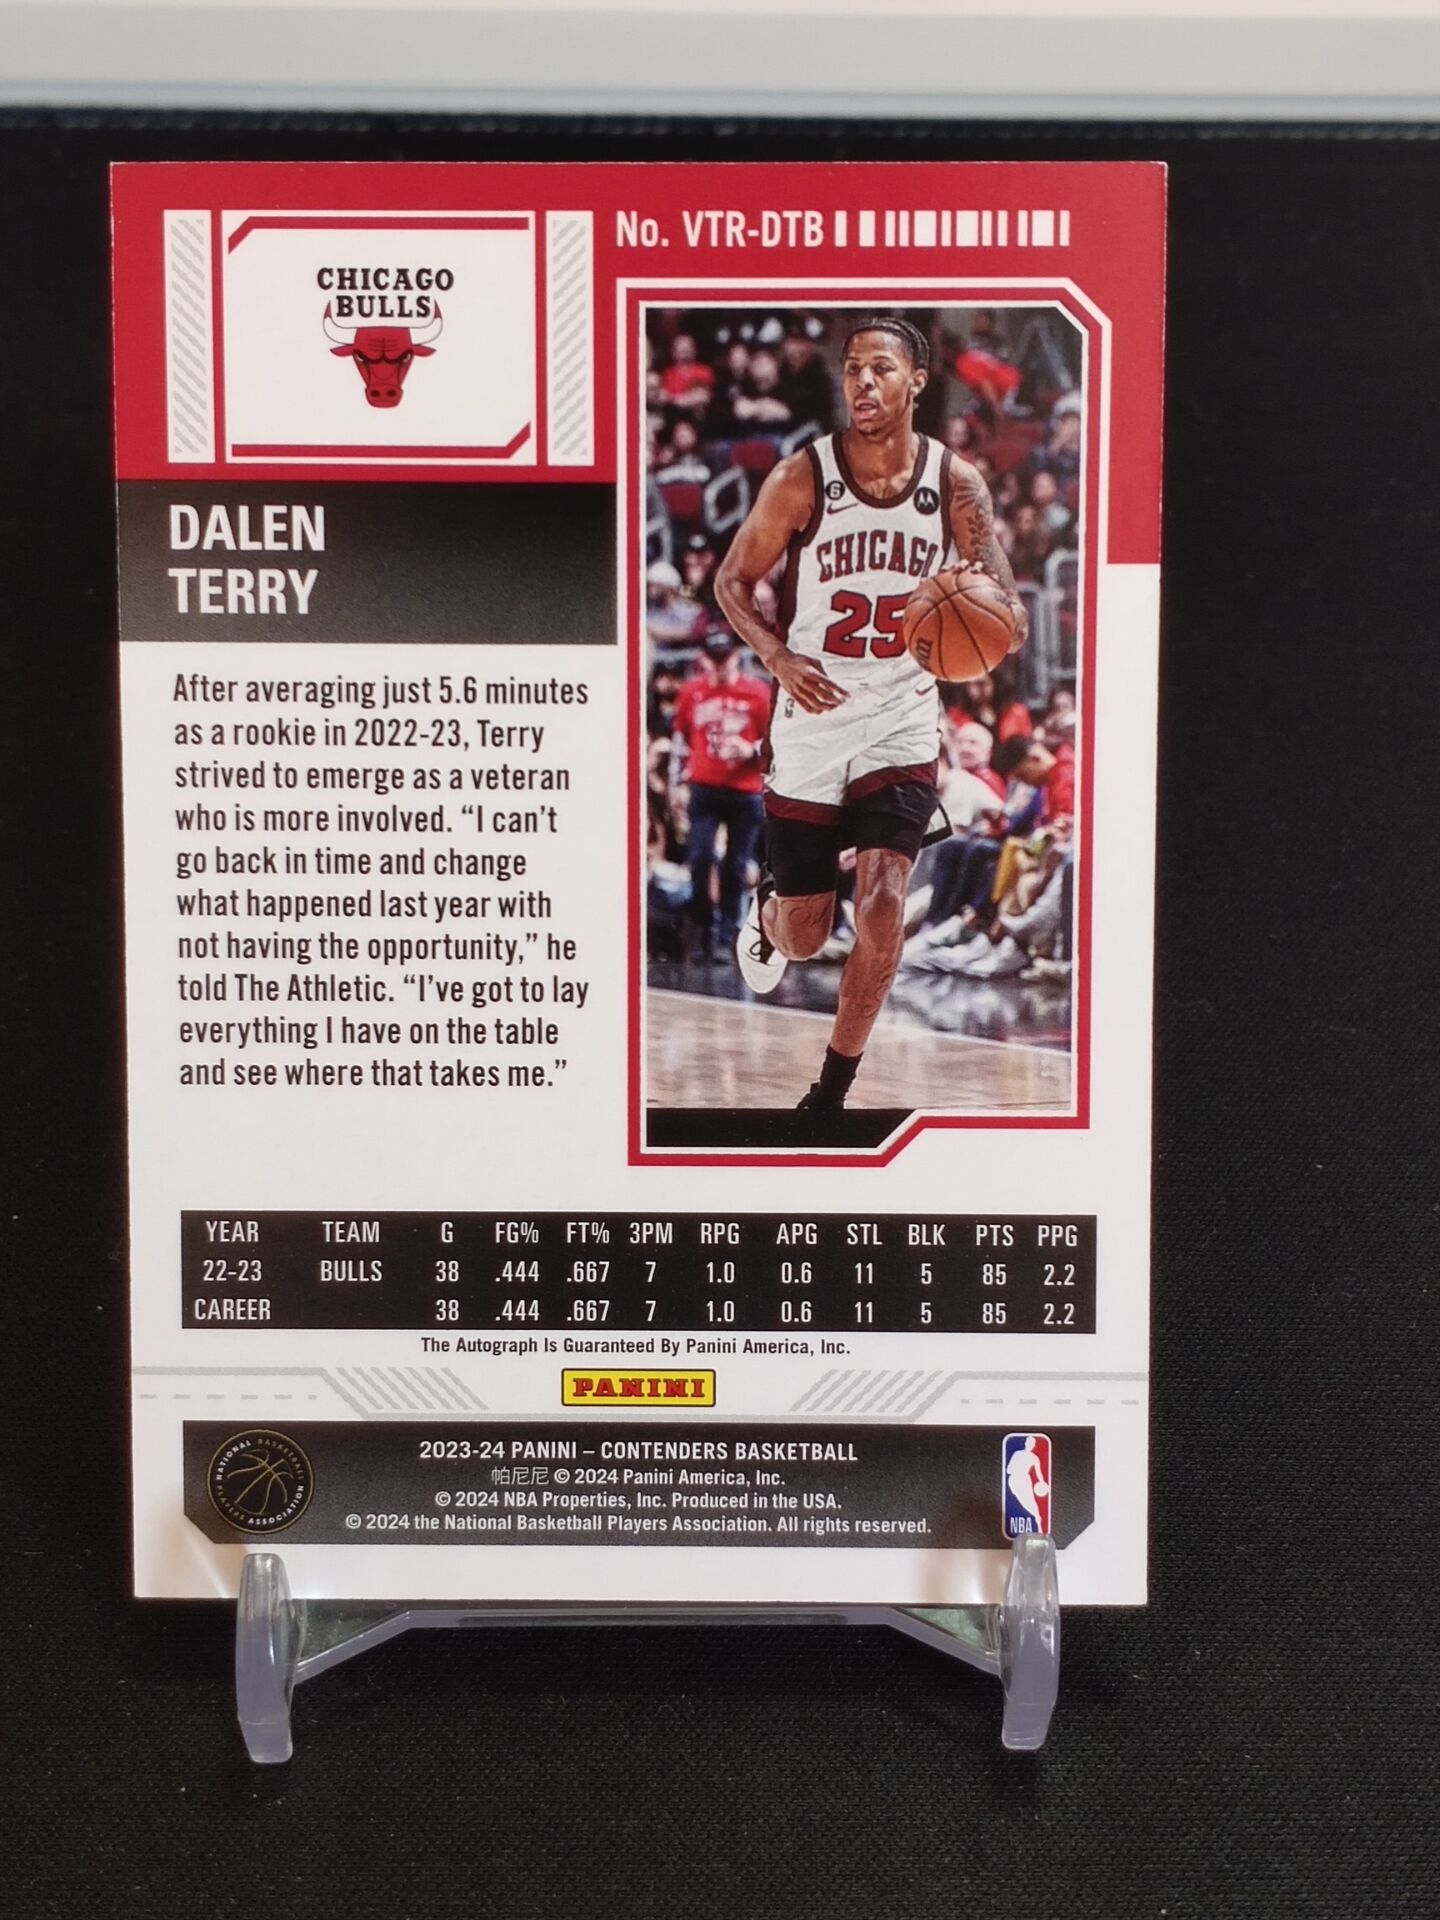 CHICAGO
BULLS
No. VTR-DTB
DALEN
TERRY
After averaging just 5.6 minutes
as a rookie in 2022-23, Terry
strived to emerge as a veteran
who is more involved. “I can’t
go back in time and change
what happened last year with
not having the opportunity,” he
told The Athletic. “I’ve got to lay
everything I have on the table
and see where that takes me.”
6
CHICAGO
25
YEAR TEAM G FG% FT% 3PM RPG APG STL BLK PTS PPG
22-23 BULLS 38 .444 .667 7 1.0 0.6 11 5 85 2.2
CAREER 38 .444 .667 7 1.0 0.6 11 5 85 2.2
The Autograph Is Guaranteed By Panini America, Inc.
PANINI
NATIONAL BASKETBALL
PLAYERS ASSOCIATION
2023-24 PANINI – CONTENDERS BASKETBALL
帕尼尼 © 2024 Panini America, Inc.
© 2024 NBA Properties, Inc. Produced in the USA.
© 2024 the National Basketball Players Association. All rights reserved.
NBA